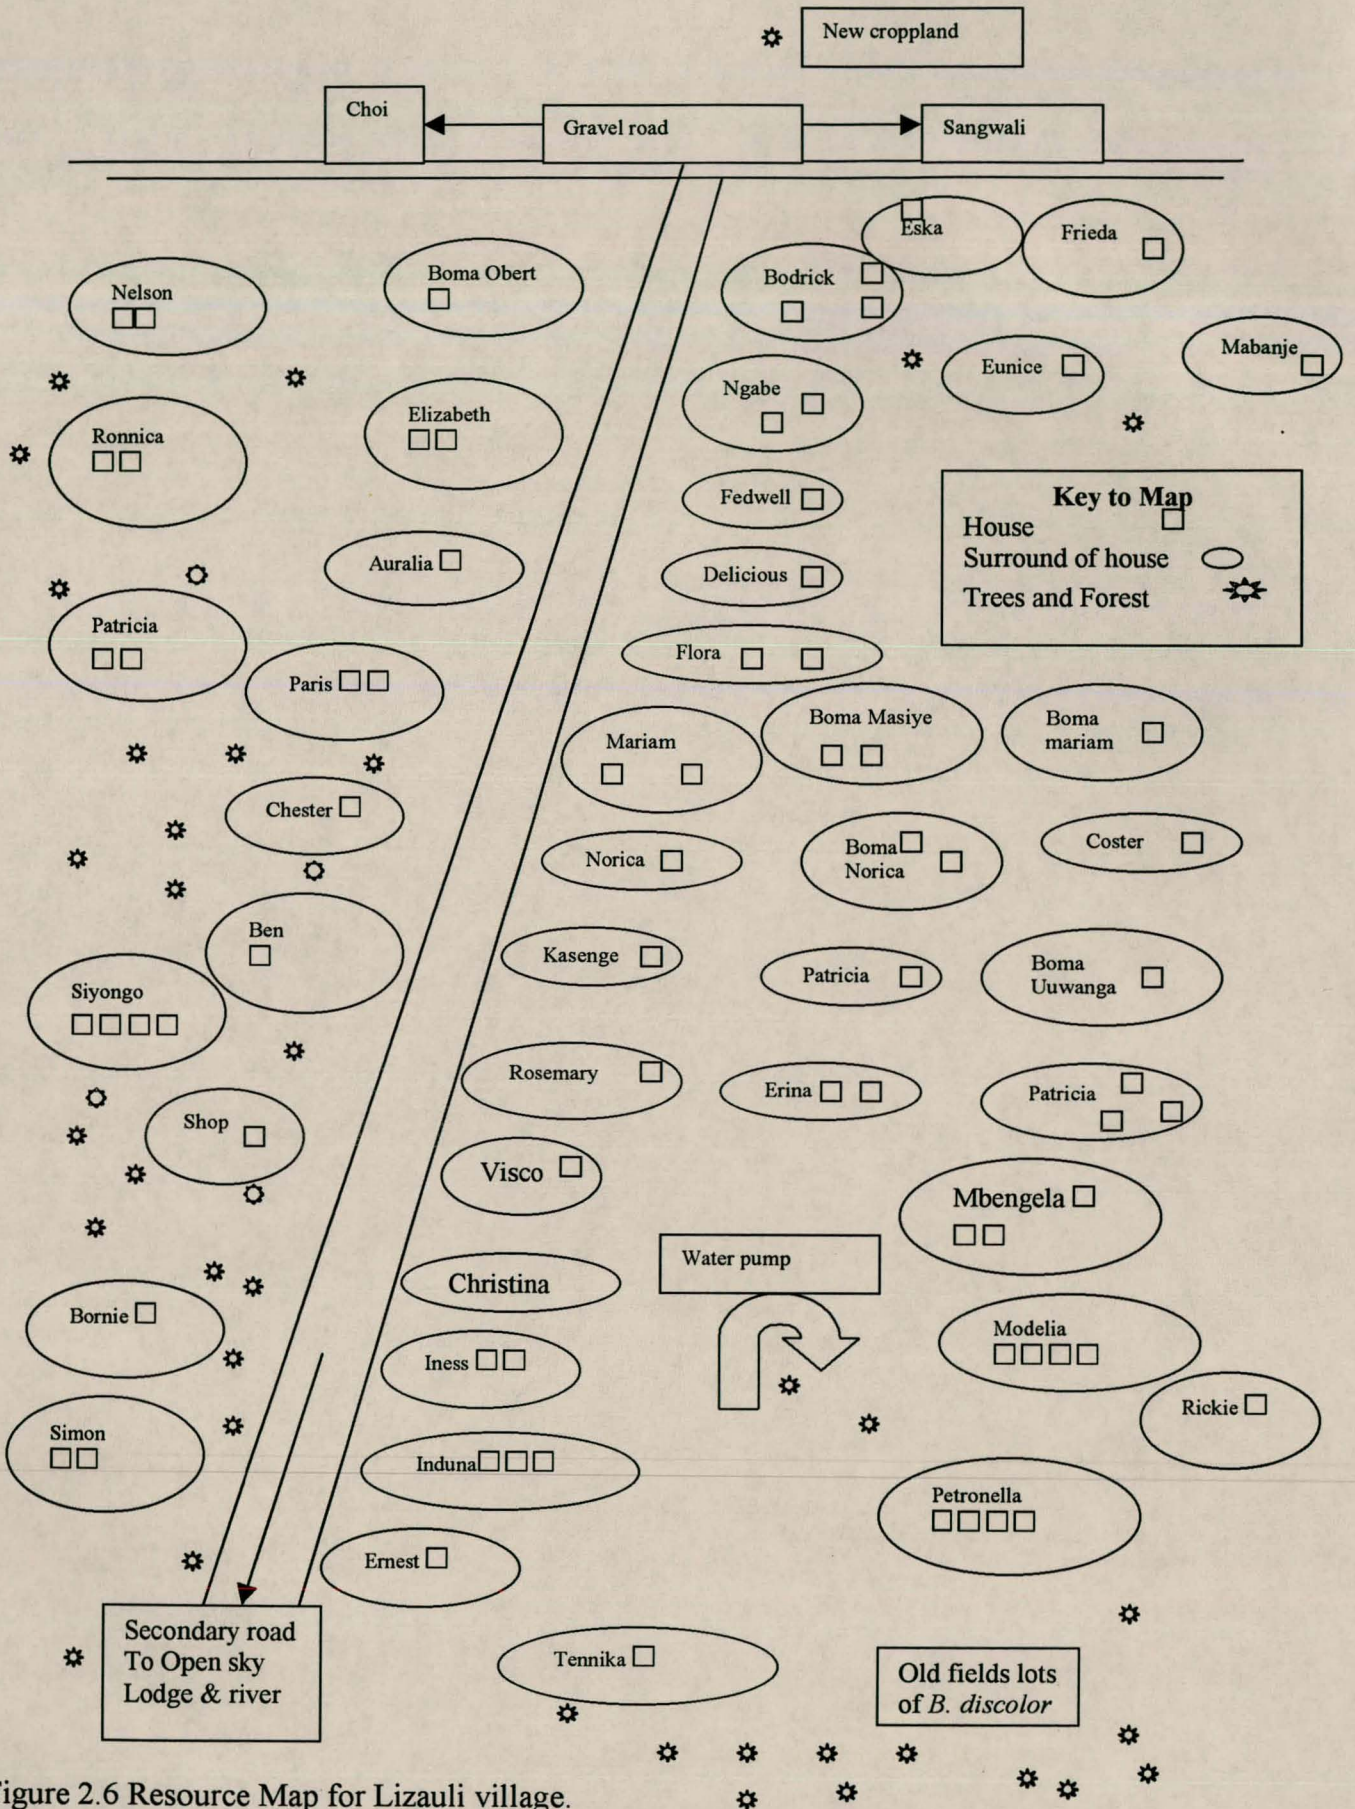 New croppland
Choi
Gravel road
Sangwali
Eska
Frieda
Boma Obert
Bodrick
Nelson
Mabanje
Eunice
Ngabe
Elizabeth
Ronnica
Key to Map
House
Surround of house
Trees and Forest
Fedwell
Auralia
Delicious
Patricia
Flora
Paris
Boma Masiye
Boma
mariam
Mariam
Chester
Norica
Boma
Norica
Coster
Ben
Kasenge
Patricia
Boma
Uuwanga
Siyongo
Rosemary
Erina
Patricia
Shop
Visco
Mbengela
Water pump
Christina
Bornie
Modelia
Iness
Rickie
Simon
Induna
Petronella
Ernest
Secondary road
To Open sky
Lodge & river
Tennika
Old fields lots
of B. discolor
igure 2.6 Resource Map for Lizauli village.